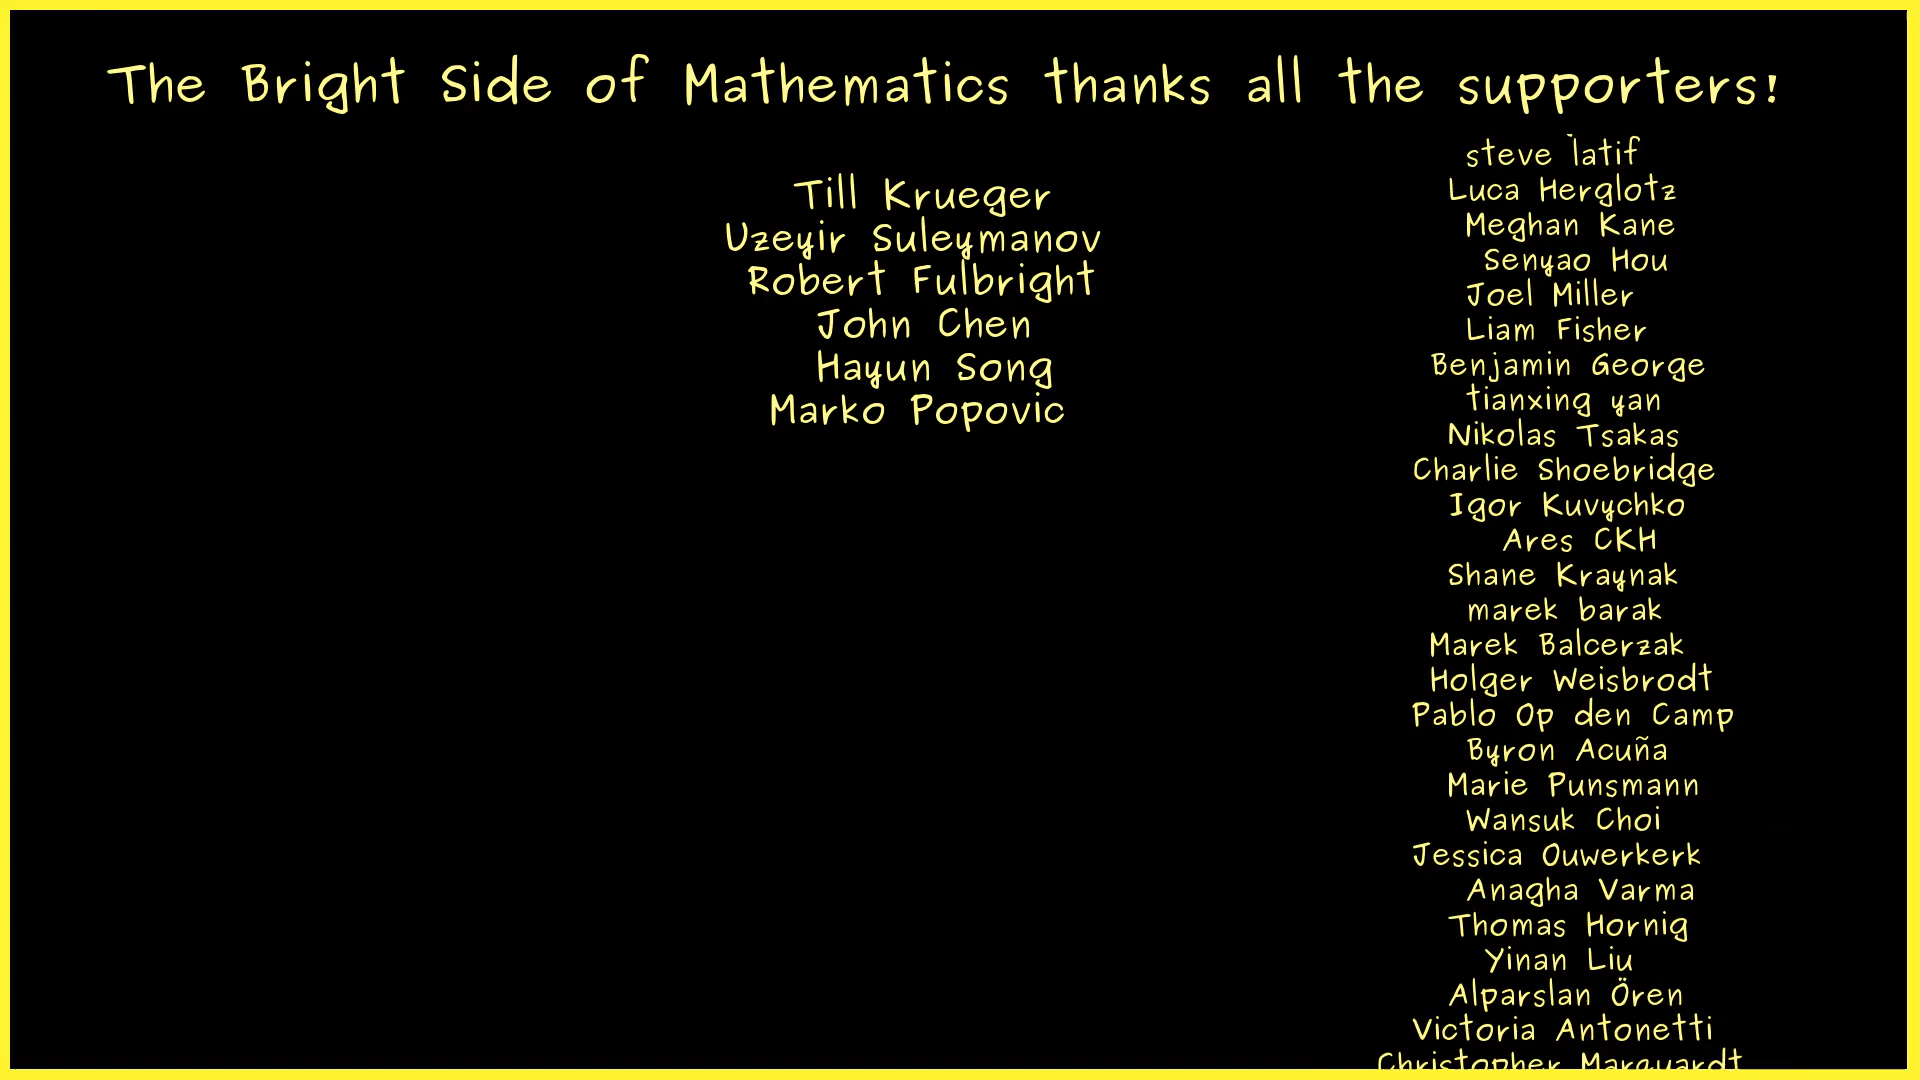 The Bright Side of Mathematics thanks all the supporters!
Till Krueger
Uzeyir Suleymanov
Robert Fulbright
John Chen
Hayun Song
Marko Popovic
steve latif
Luca Herglotz
Meghan Kane
Senyao Hou
Joel Miller
Liam Fisher
Benjamin George
tianxing yan
Nikolas Tsakas
Charlie Shoebridge
Igor Kuvychko
Ares CKH
Shane Kraynak
marek barak
Marek Balcerzak
Holger Weisbrodt
Pablo Op den Camp
Byron Acuña
Marie Punsmann
Wansuk Choi
Jessica Ouwerkerk
Anagha Varma
Thomas Hornig
Yinan Liu
Alparslan Ören
Victoria Antonetti
Christopher Marquardt